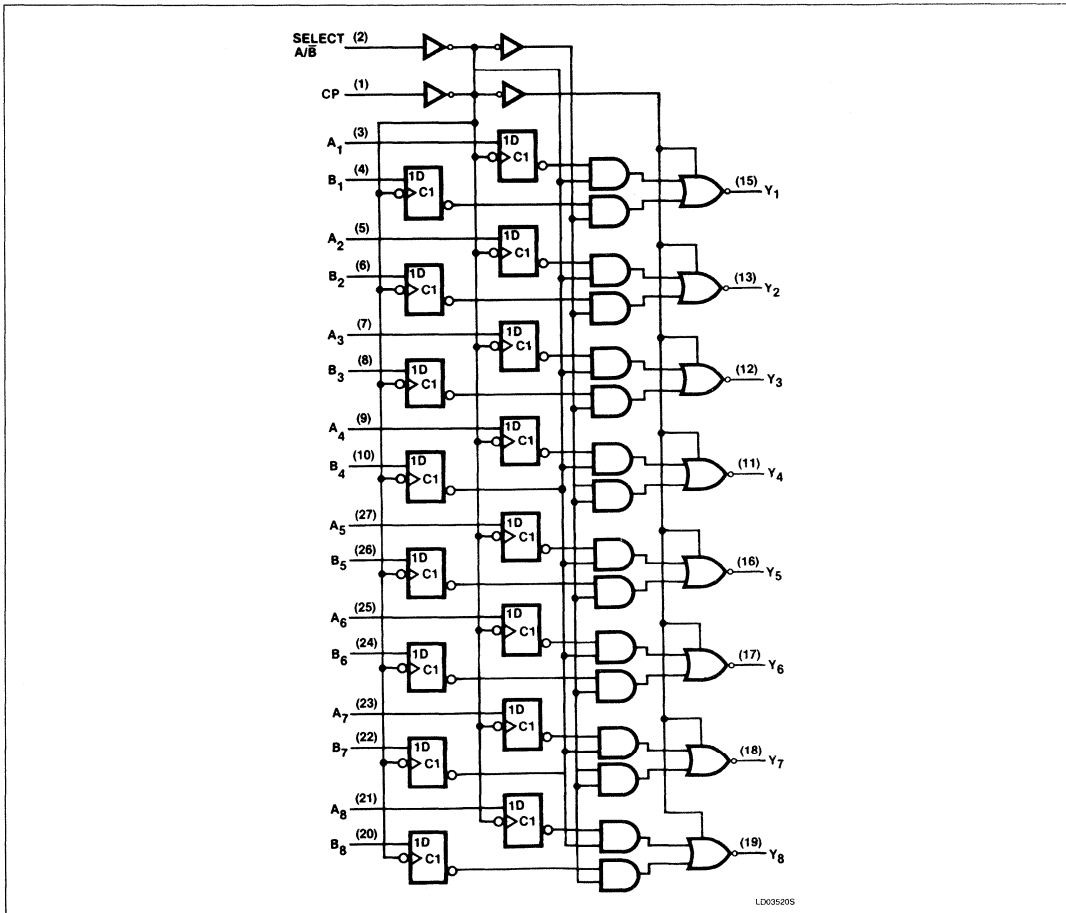 SELECT (2)
A/B̅
CP (1)
A1 (3) 1D C1
B1 (4) 1D C1
(15) Y1
A2 (5) 1D C1
B2 (6) 1D C1
(13) Y2
A3 (7) 1D C1
B3 (8) 1D C1
(12) Y3
A4 (9) 1D C1
B4 (10) 1D C1
(11) Y4
A5 (27) 1D C1
B5 (26) 1D C1
(16) Y5
A6 (25) 1D C1
B6 (24) 1D C1
(17) Y6
A7 (23) 1D C1
B7 (22) 1D C1
(18) Y7
A8 (21) 1D C1
B8 (20) 1D C1
(19) Y8
LD03520S